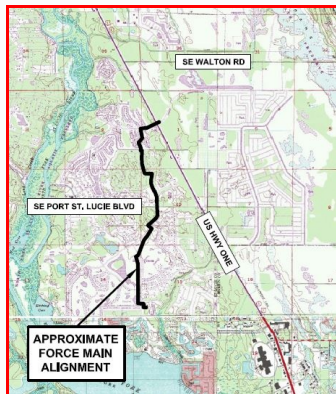 SE WALTON RD
SE PORT ST. LUCIE BLVD
US HWY ONE
APPROXIMATE
FORCE MAIN
ALIGNMENT